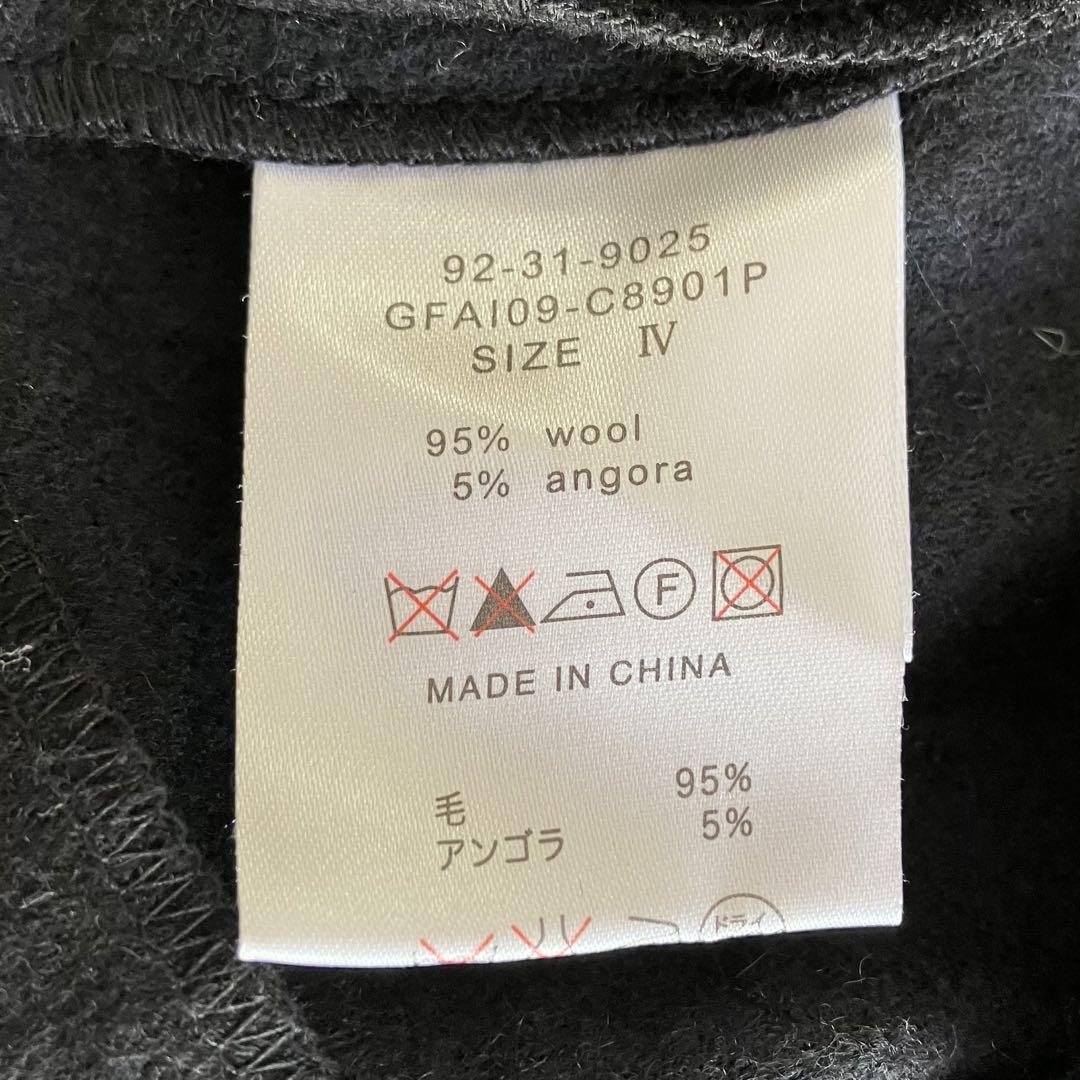 92-31-9025
GFAI09-C8901P
SIZE Ⅳ
95% wool
5% angora
F
MADE IN CHINA
毛 95%
アンゴラ 5%
ドライ